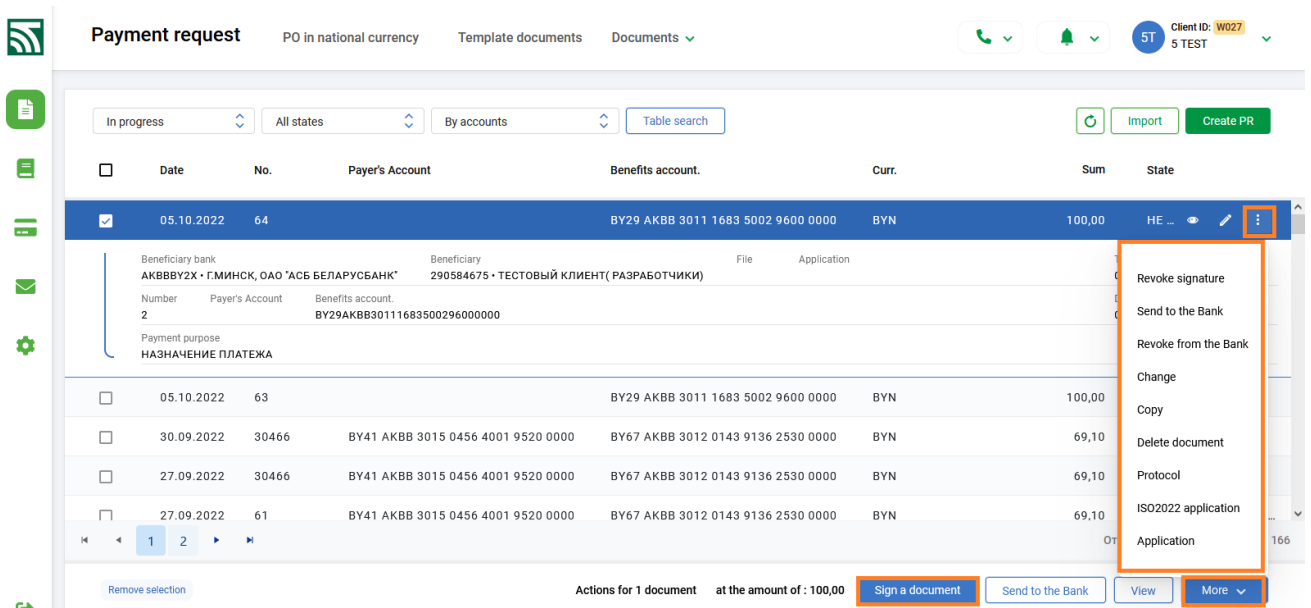 Payment request PO in national currency Template documents Documents
5T Client ID: W027
5 TEST
In progress All states By accounts Table search Import Create PR
Date No. Payer's Account Benefits account. Curr. Sum State
05.10.2022 64 BY29 AKBB 3011 1683 5002 9600 0000 BYN 100,00 НЕ ...
Beneficiary bank Beneficiary File Application
AKBBBY2X • Г.МИНСК, ОАО "АСБ БЕЛАРУСБАНК" 290584675 • ТЕСТОВЫЙ КЛИЕНТ( РАЗРАБОТЧИКИ)
Number Payer's Account Benefits account.
2 BY29AKBB30111683500296000000
Payment purpose
НАЗНАЧЕНИЕ ПЛАТЕЖА
Revoke signature
Send to the Bank
Revoke from the Bank
Change
Copy
Delete document
Protocol
ISO2022 application
Application
05.10.2022 63 BY29 AKBB 3011 1683 5002 9600 0000 BYN 100,00
30.09.2022 30466 BY41 AKBB 3015 0456 4001 9520 0000 BY67 AKBB 3012 0143 9136 2530 0000 BYN 69,10
27.09.2022 30466 BY41 AKBB 3015 0456 4001 9520 0000 BY67 AKBB 3012 0143 9136 2530 0000 BYN 69,10
27.09.2022 61 BY41 AKBB 3015 0456 4001 9520 0000 BY67 AKBB 3012 0143 9136 2530 0000 BYN 69,10 ...
1 2 166
Remove selection Actions for 1 document at the amount of : 100,00 Sign a document Send to the Bank View More